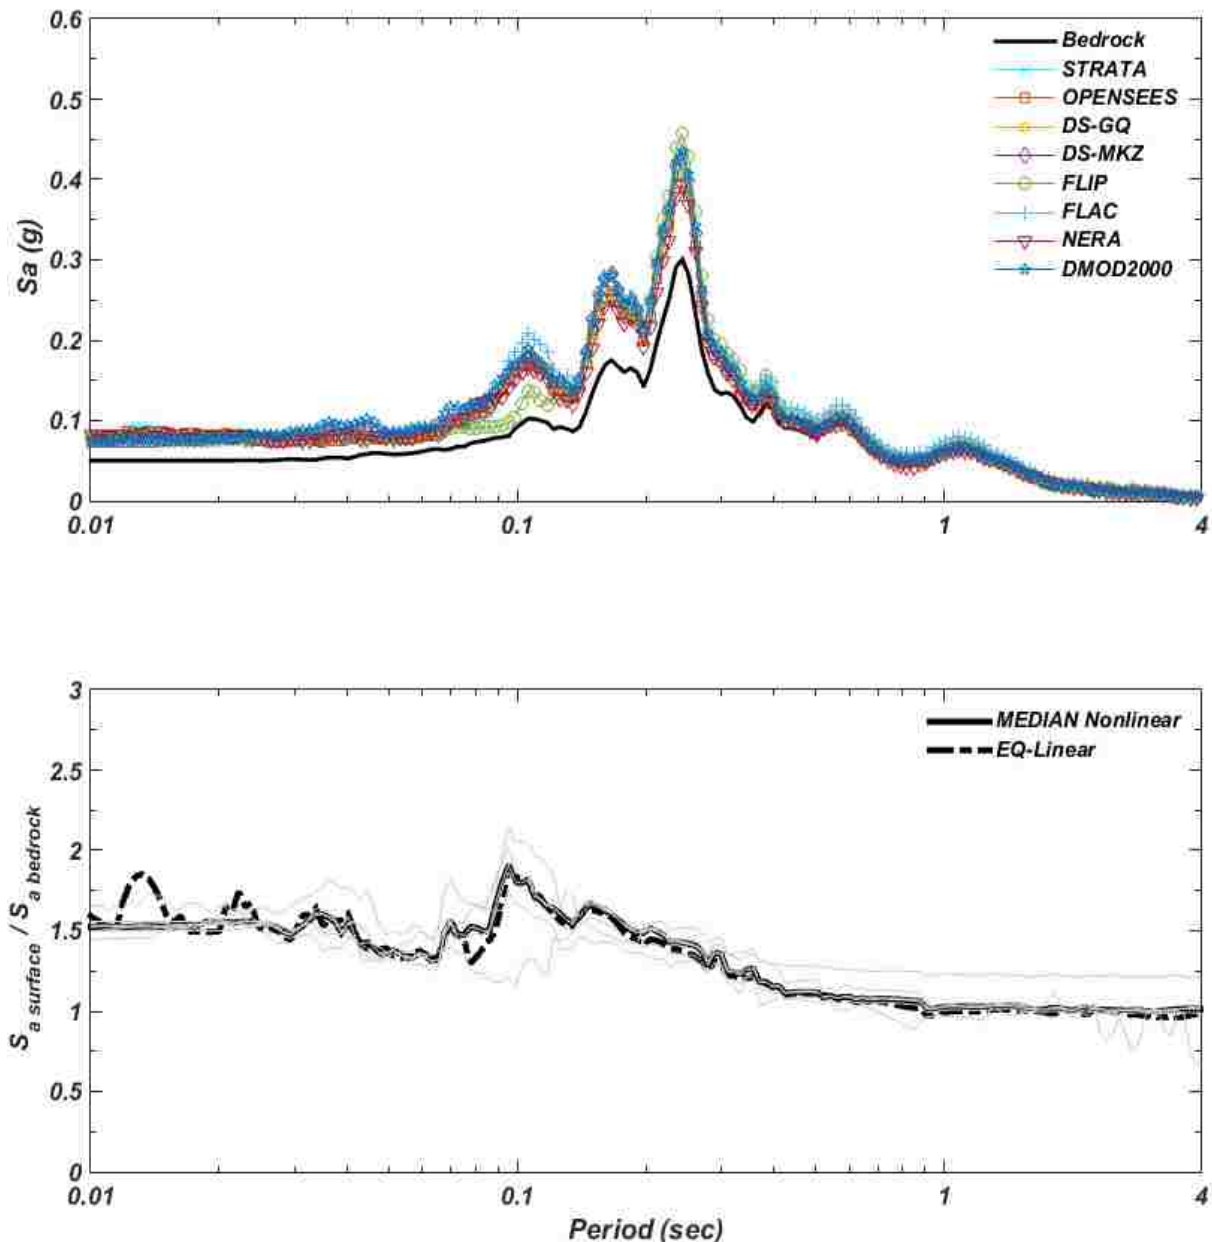 0.6
0.5
0.4
0.3
0.2
0.1
0
Sa (g)
Bedrock
STRATA
OPENSEES
DS-GQ
DS-MKZ
FLIP
FLAC
NERA
DMOD2000
0.01 0.1 1 4
3
2.5
2
1.5
1
0.5
0
S a surface / S a bedrock
MEDIAN Nonlinear
EQ-Linear
0.01 0.1 1 4
Period (sec)